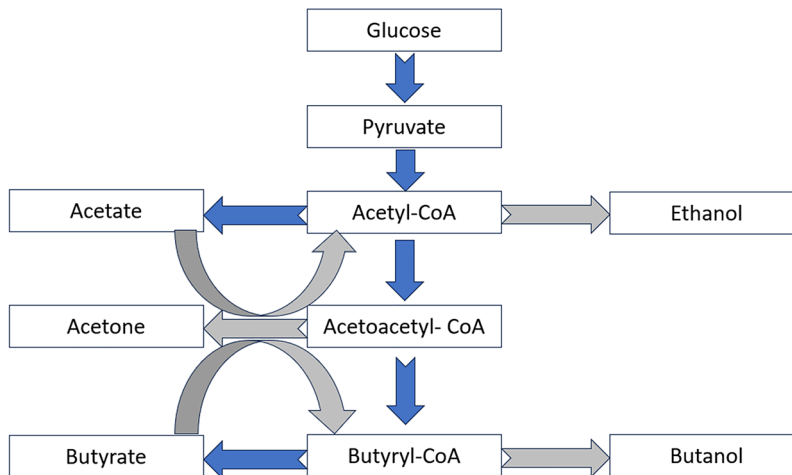 Glucose
Pyruvate
Acetate
Acetyl-CoA
Ethanol
Acetone
Acetoacetyl- CoA
Butyrate
Butyryl-CoA
Butanol